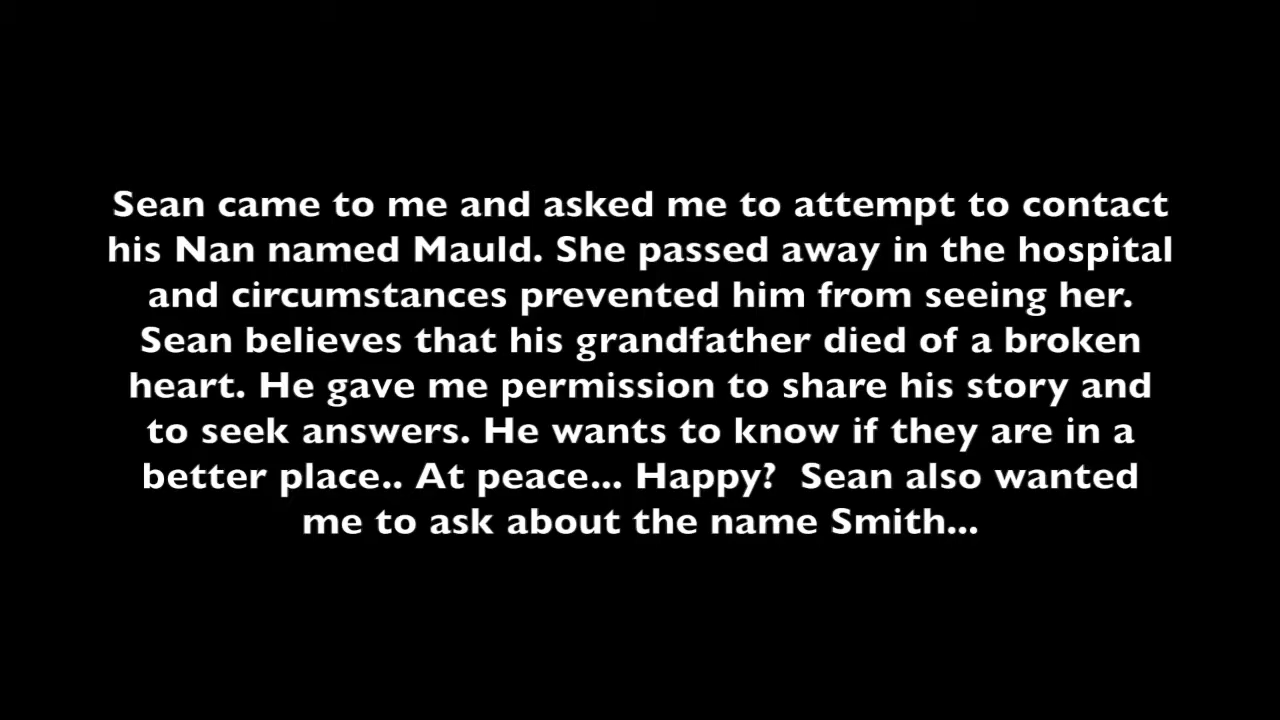 Sean came to me and asked me to attempt to contact
his Nan named Mauld. She passed away in the hospital
and circumstances prevented him from seeing her.
Sean believes that his grandfather died of a broken
heart. He gave me permission to share his story and
to seek answers. He wants to know if they are in a
better place.. At peace... Happy?  Sean also wanted
me to ask about the name Smith...